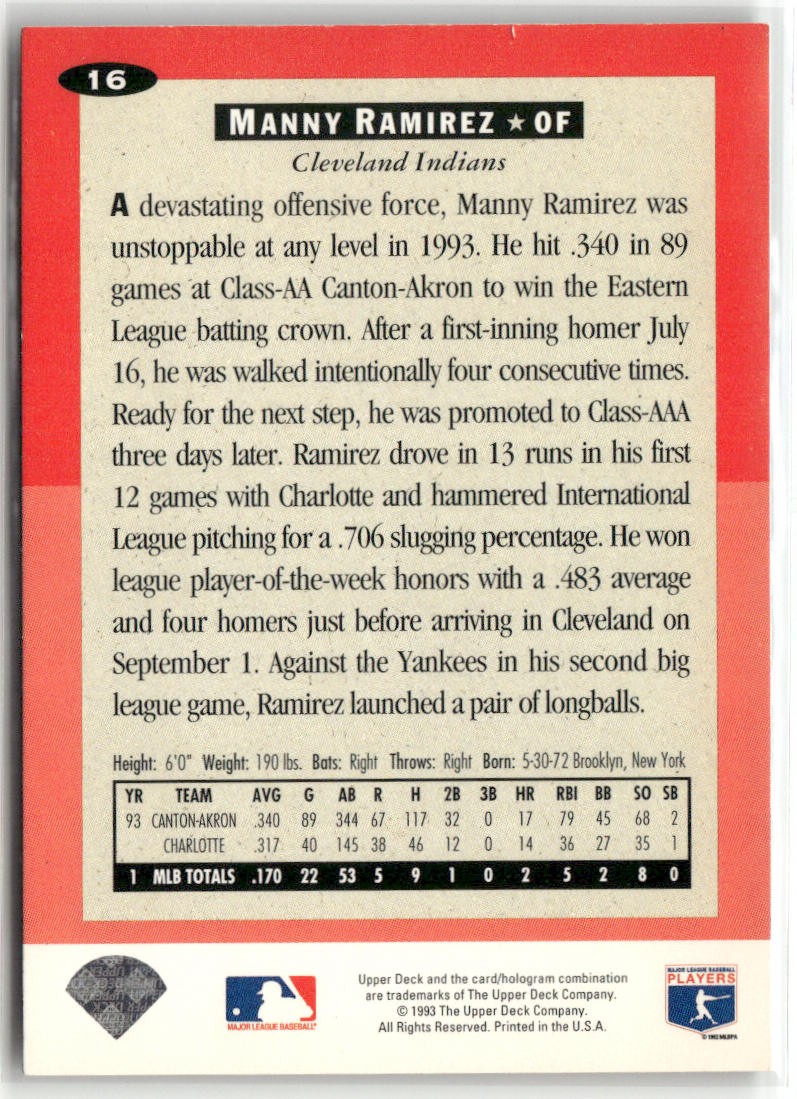 16
MANNY RAMIREZ ★ OF
Cleveland Indians
A devastating offensive force, Manny Ramirez was
unstoppable at any level in 1993. He hit .340 in 89
games at Class-AA Canton-Akron to win the Eastern
League batting crown. After a first-inning homer July
16, he was walked intentionally four consecutive times.
Ready for the next step, he was promoted to Class-AAA
three days later. Ramirez drove in 13 runs in his first
12 games with Charlotte and hammered International
League pitching for a .706 slugging percentage. He won
league player-of-the-week honors with a .483 average
and four homers just before arriving in Cleveland on
September 1. Against the Yankees in his second big
league game, Ramirez launched a pair of longballs.
Height: 6'0" Weight: 190 lbs. Bats: Right Throws: Right Born: 5-30-72 Brooklyn, New York
YR TEAM AVG G AB R H 2B 3B HR RBI BB SO SB
93 CANTON-AKRON .340 89 344 67 117 32 0 17 79 45 68 2
CHARLOTTE .317 40 145 38 46 12 0 14 36 27 35 1
1 MLB TOTALS .170 22 53 5 9 1 0 2 5 2 8 0
MAJOR LEAGUE BASEBALL
Upper Deck and the card/hologram combination
are trademarks of The Upper Deck Company.
© 1993 The Upper Deck Company.
All Rights Reserved. Printed in the U.S.A.
MAJOR LEAGUE BASEBALL
PLAYERS